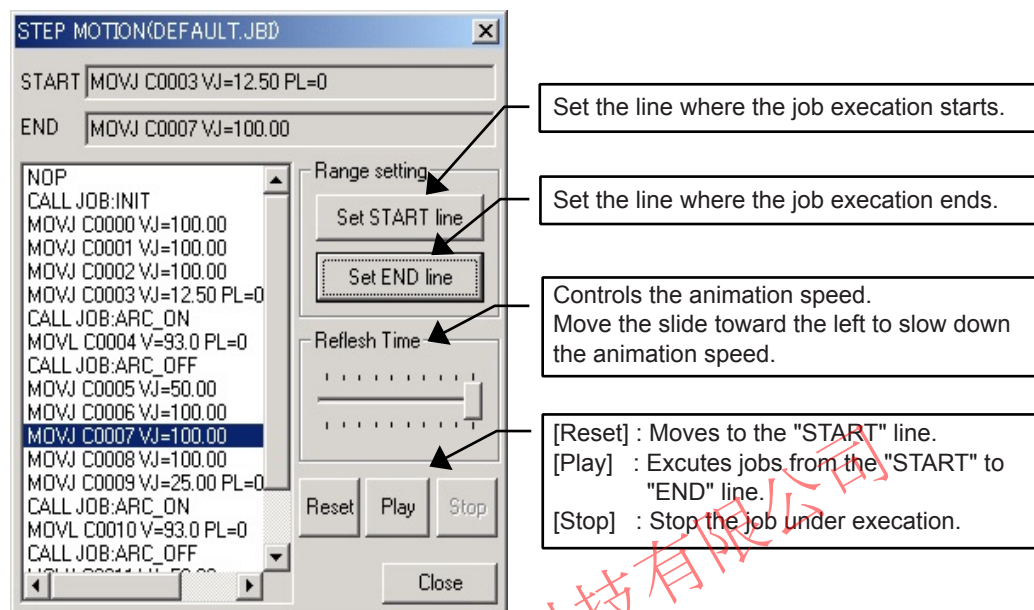 STEP MOTION(DEFAULT.JBI)
START MOVJ C0003 VJ=12.50 PL=0
END MOVJ C0007 VJ=100.00
NOP
CALL JOB:INIT
MOVJ C0000 VJ=100.00
MOVJ C0001 VJ=100.00
MOVJ C0002 VJ=100.00
MOVJ C0003 VJ=12.50 PL=0
CALL JOB:ARC_ON
MOVL C0004 V=93.0 PL=0
CALL JOB:ARC_OFF
MOVJ C0005 VJ=50.00
MOVJ C0006 VJ=100.00
MOVJ C0007 VJ=100.00
MOVJ C0008 VJ=100.00
MOVJ C0009 VJ=25.00 PL=0
CALL JOB:ARC_ON
MOVL C0010 V=93.0 PL=0
CALL JOB:ARC_OFF
Range setting
Set START line
Set END line
Reflesh Time
Reset Play Stop
Close
Set the line where the job execation starts.
Set the line where the job execation ends.
Controls the animation speed.
Move the slide toward the left to slow down
the animation speed.
[Reset] : Moves to the "START" line.
[Play] : Excutes jobs from the "START" to
"END" line.
[Stop] : Stop the job under execation.
技有限公司